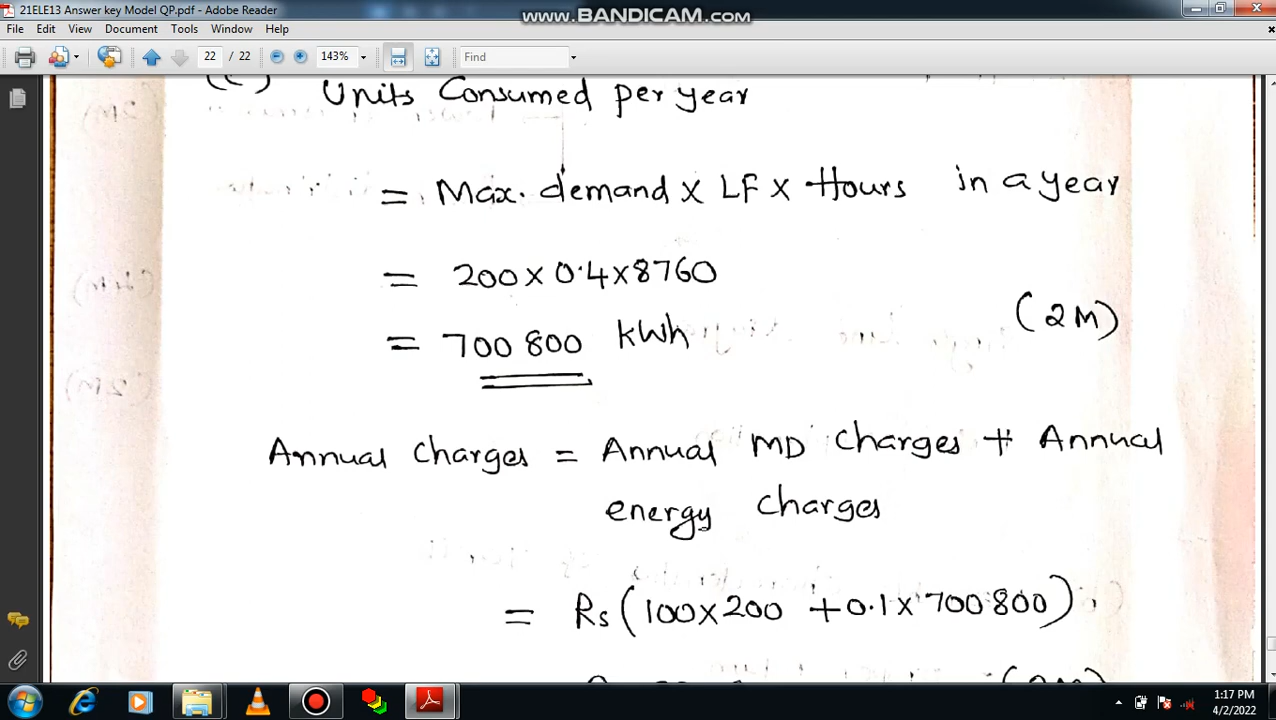 21ELE13 Answer key Model QP.pdf - Adobe Reader
www.BANDICAM.com
File Edit View Document Tools Window Help
22 / 22 143% Find
Units Consumed per year
= Max. demand x LF x Hours in a year
= 200 x 0.4 x 8760
= 700 800 kWh (2M)
Annual Charges = Annual MD Charges + Annual
energy charges
= Rs (100 x 200 + 0.1 x 700 800)
1:17 PM
4/2/2022